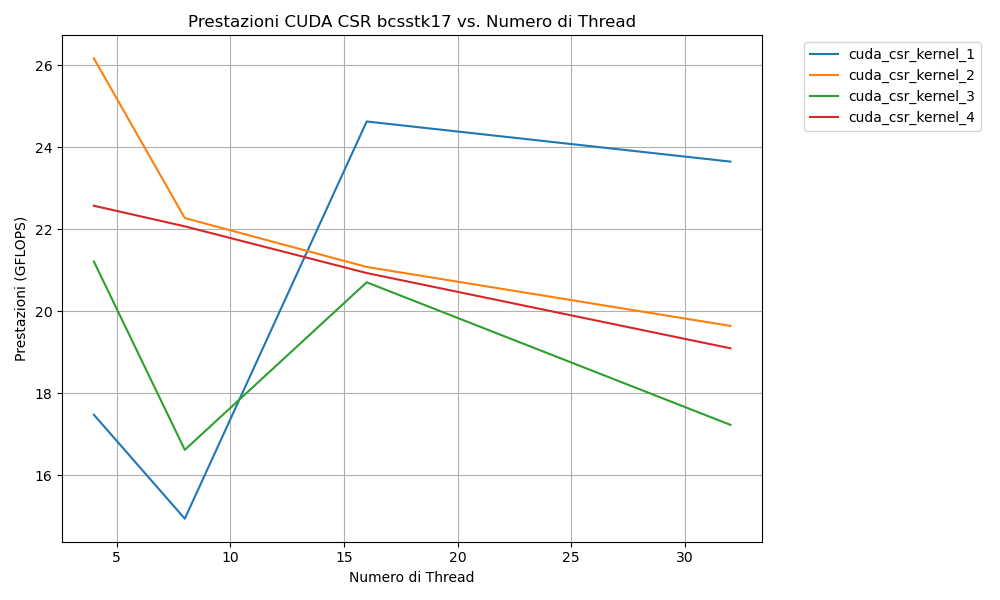 Prestazioni CUDA CSR bcsstk17 vs. Numero di Thread
cuda_csr_kernel_1
cuda_csr_kernel_2
cuda_csr_kernel_3
cuda_csr_kernel_4
Prestazioni (GFLOPS)
26
24
22
20
18
16
5 10 15 20 25 30
Numero di Thread